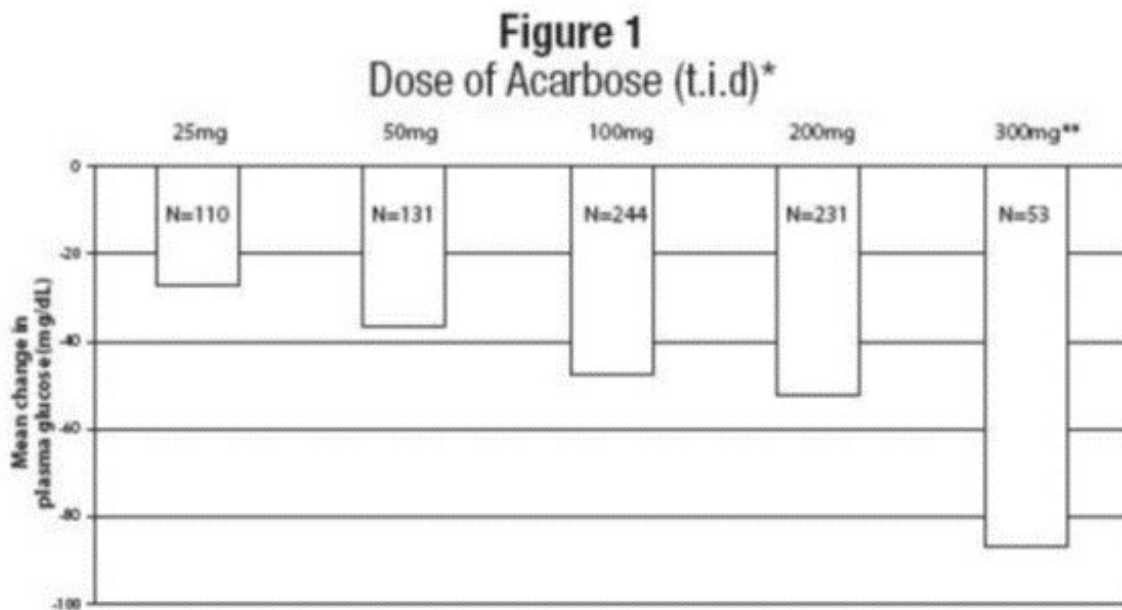 Figure 1
Dose of Acarbose (t.i.d)*
25mg 50mg 100mg 200mg 300mg**
0
N=110 N=131 N=244 N=231 N=53
-20
-40
-60
-80
-100
Mean change in
plasma glucose (mg/dL)